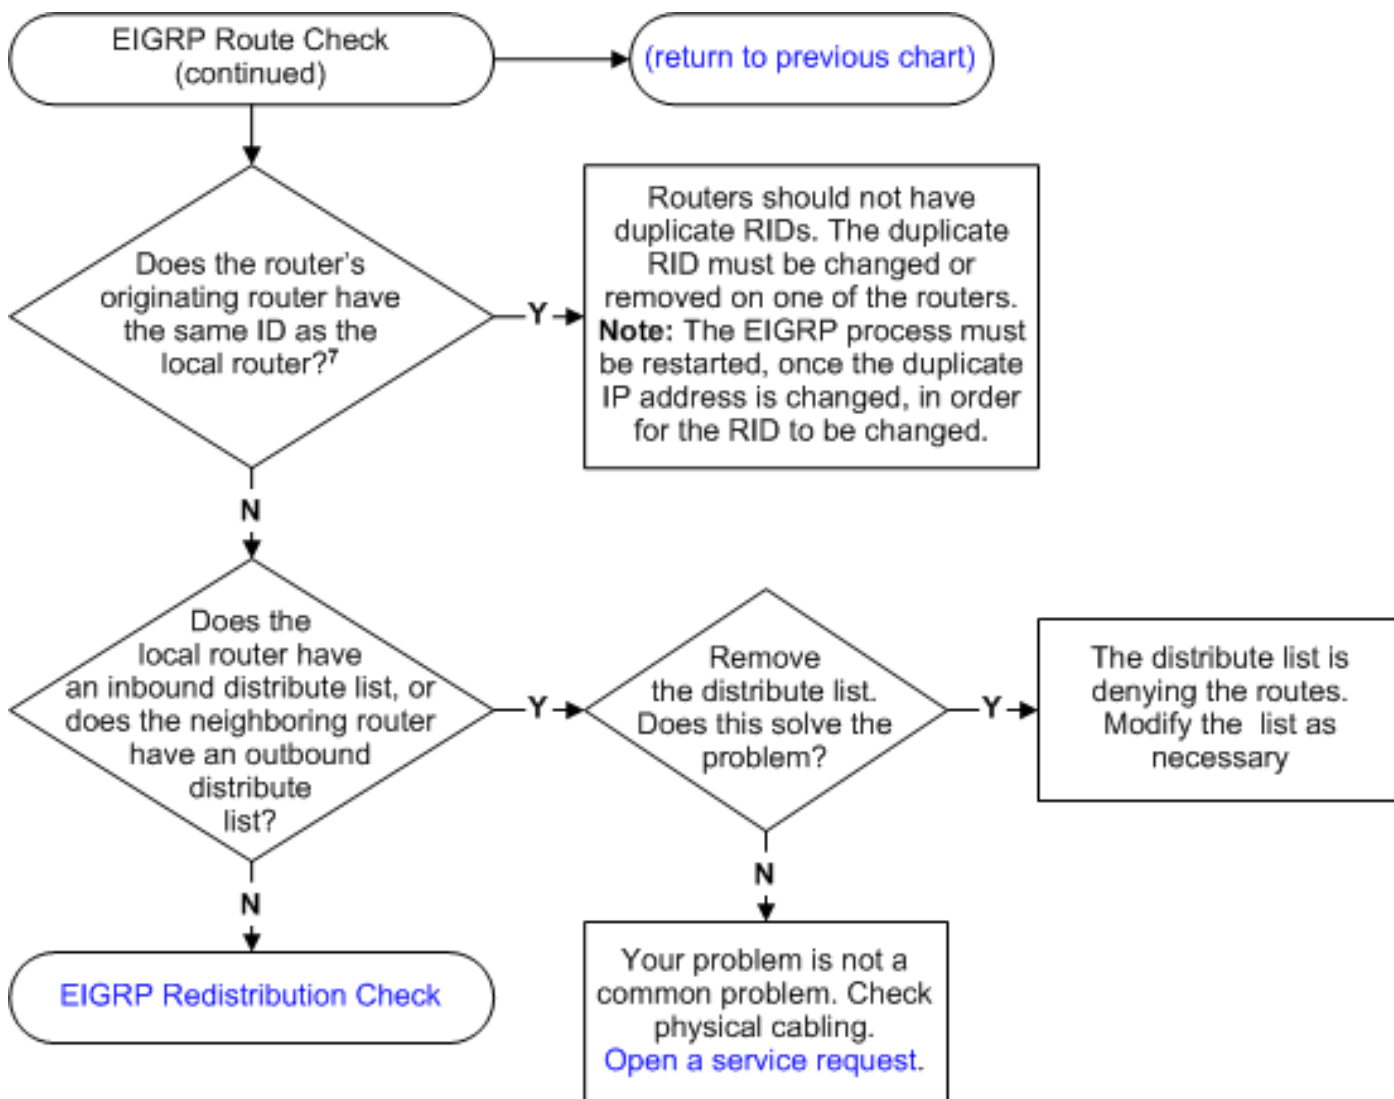 EIGRP Route Check
(continued)
(return to previous chart)
Does the router's
originating router have
the same ID as the
local router?⁷
Y
Routers should not have
duplicate RIDs. The duplicate
RID must be changed or
removed on one of the routers.
Note: The EIGRP process must
be restarted, once the duplicate
IP address is changed, in order
for the RID to be changed.
N
Does the
local router have
an inbound distribute list, or
does the neighboring router
have an outbound
distribute
list?
Y
Remove
the distribute list.
Does this solve the
problem?
Y
The distribute list is
denying the routes.
Modify the list as
necessary
N
N
EIGRP Redistribution Check
Your problem is not a
common problem. Check
physical cabling.
Open a service request.